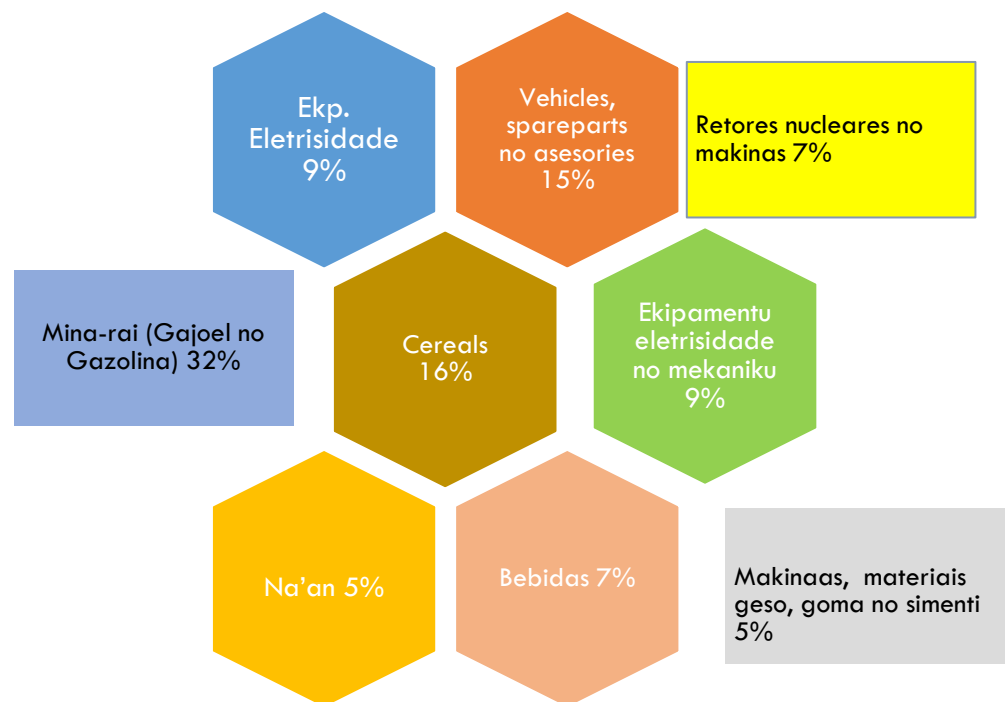 Ekp.
Eletrisidade
9%
Vehicles,
spareparts
no asesories
15%
Retores nucleares no
makinas 7%
Mina-rai (Gajoel no
Gazolina) 32%
Cereals
16%
Ekipamentu
eletrisidade
no mekaniku
9%
Na’an 5%
Bebidas 7%
Makinaas, materiais
geso, goma no simenti
5%